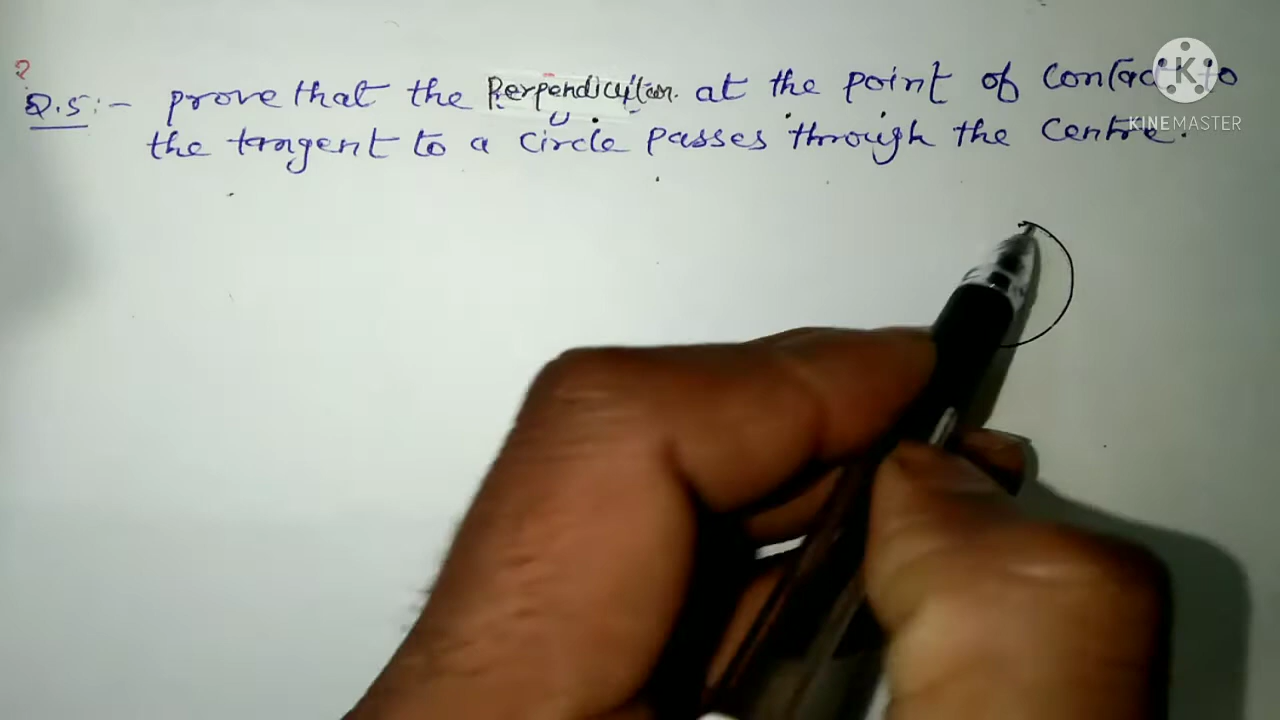 ?
Q.5:- prove that the Perpendicular at the point of contact to
K
KINEMASTER
the tangent to a circle passes through the centre.